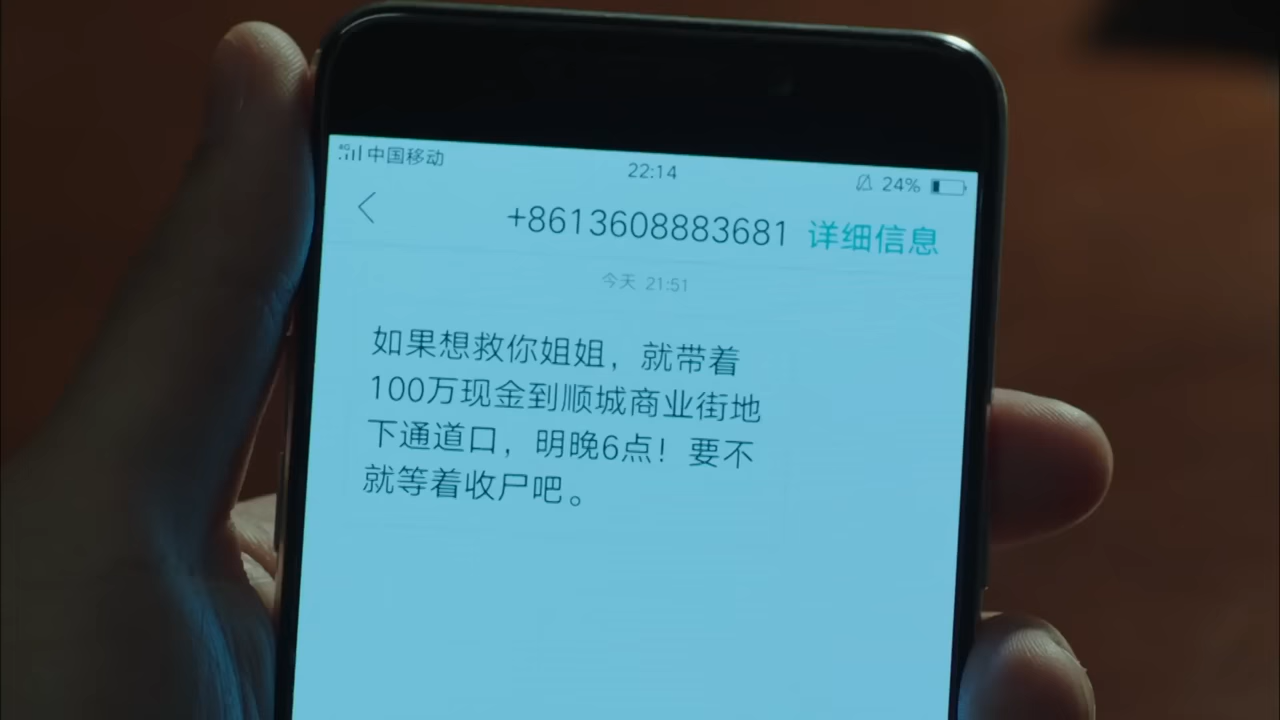 4G 中国移动 22:14 24%
+8613608883681 详细信息
今天 21:51
如果想救你姐姐，就带着
100万现金到顺城商业街地
下通道口，明晚6点！要不
就等着收尸吧。